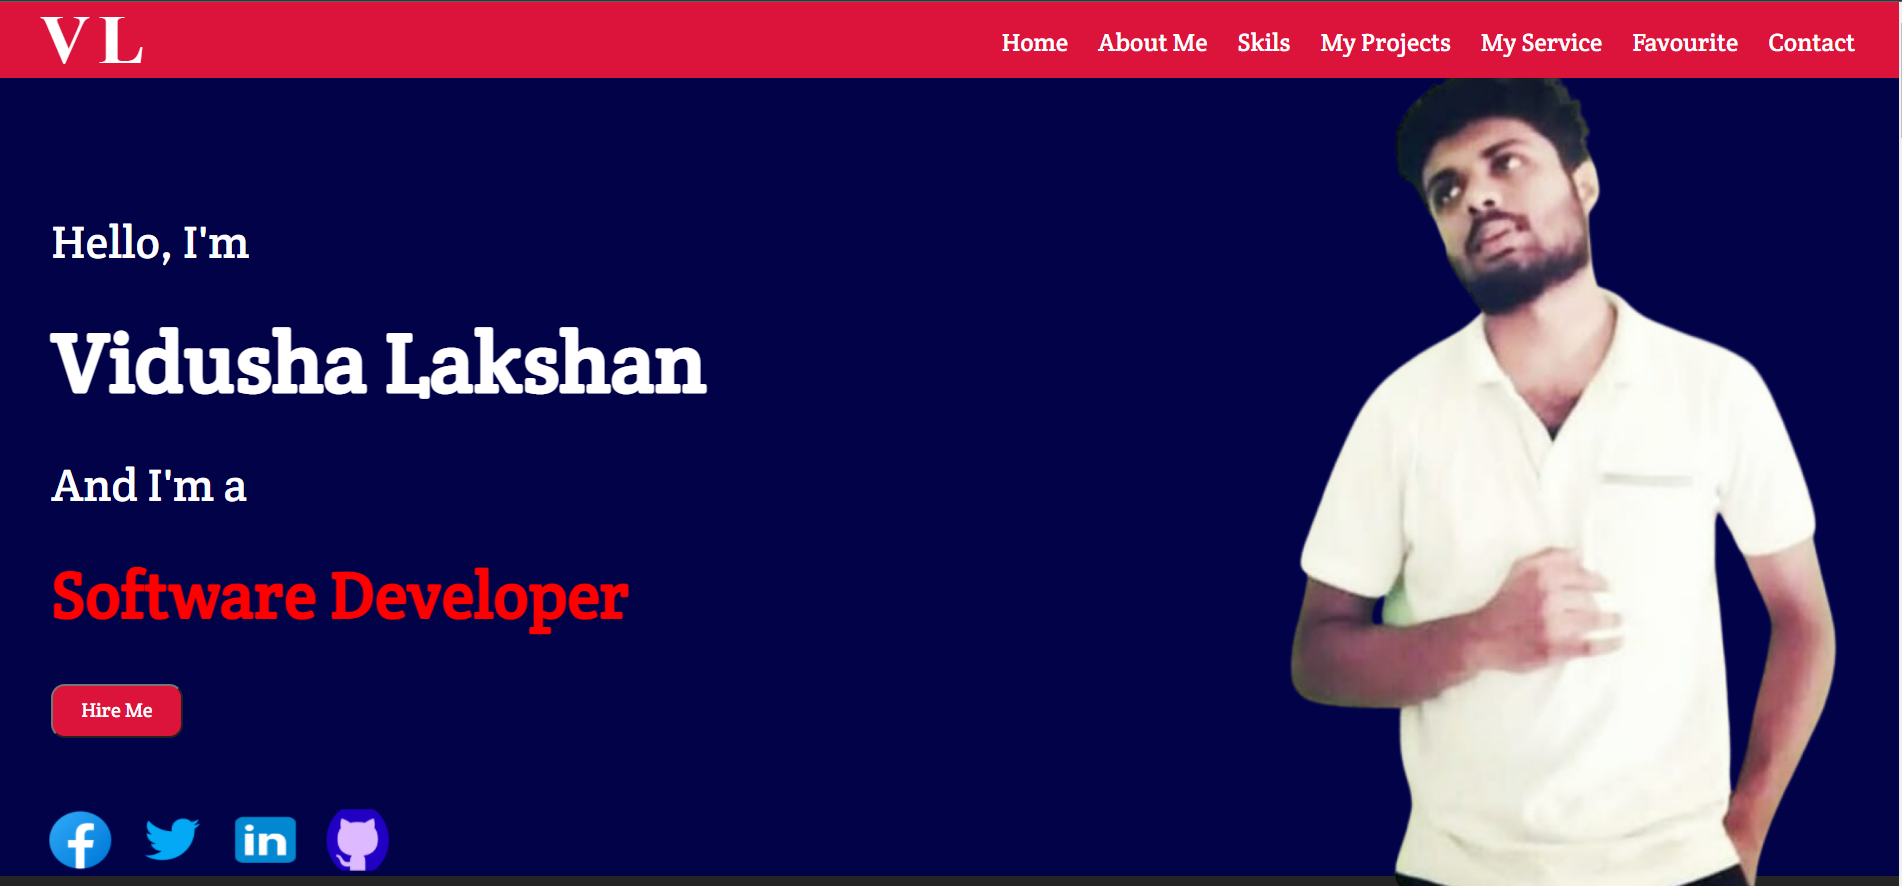 VL
Home About Me Skils My Projects My Service Favourite Contact
Hello, I'm
Vidusha Lakshan
And I'm a
Software Developer
Hire Me
f in